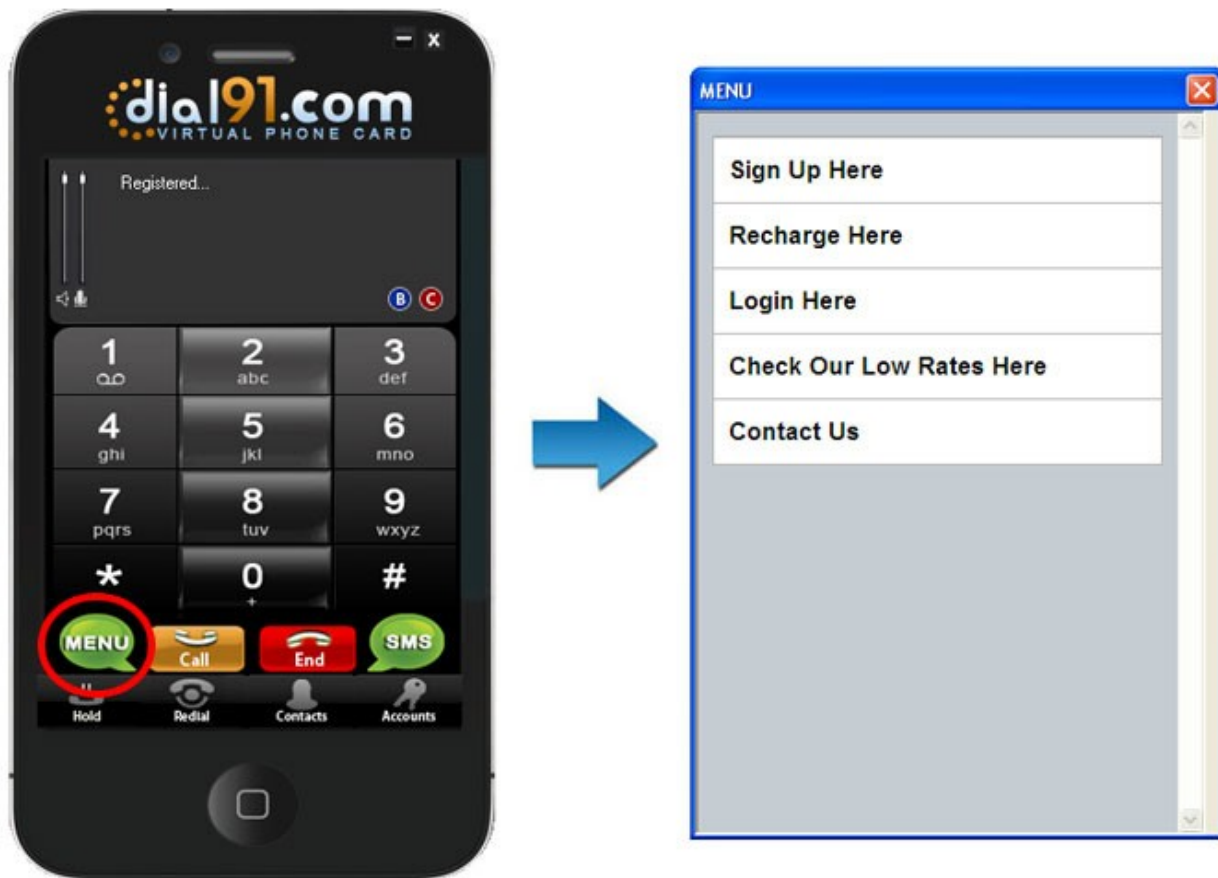 dial91.com
VIRTUAL PHONE CARD
Registered...
B C
1 2 3
abc def
4 5 6
ghi jkl mno
7 8 9
pqrs tuv wxyz
* 0 #
+
MENU Call End SMS
Hold Redial Contacts Accounts
MENU
Sign Up Here
Recharge Here
Login Here
Check Our Low Rates Here
Contact Us